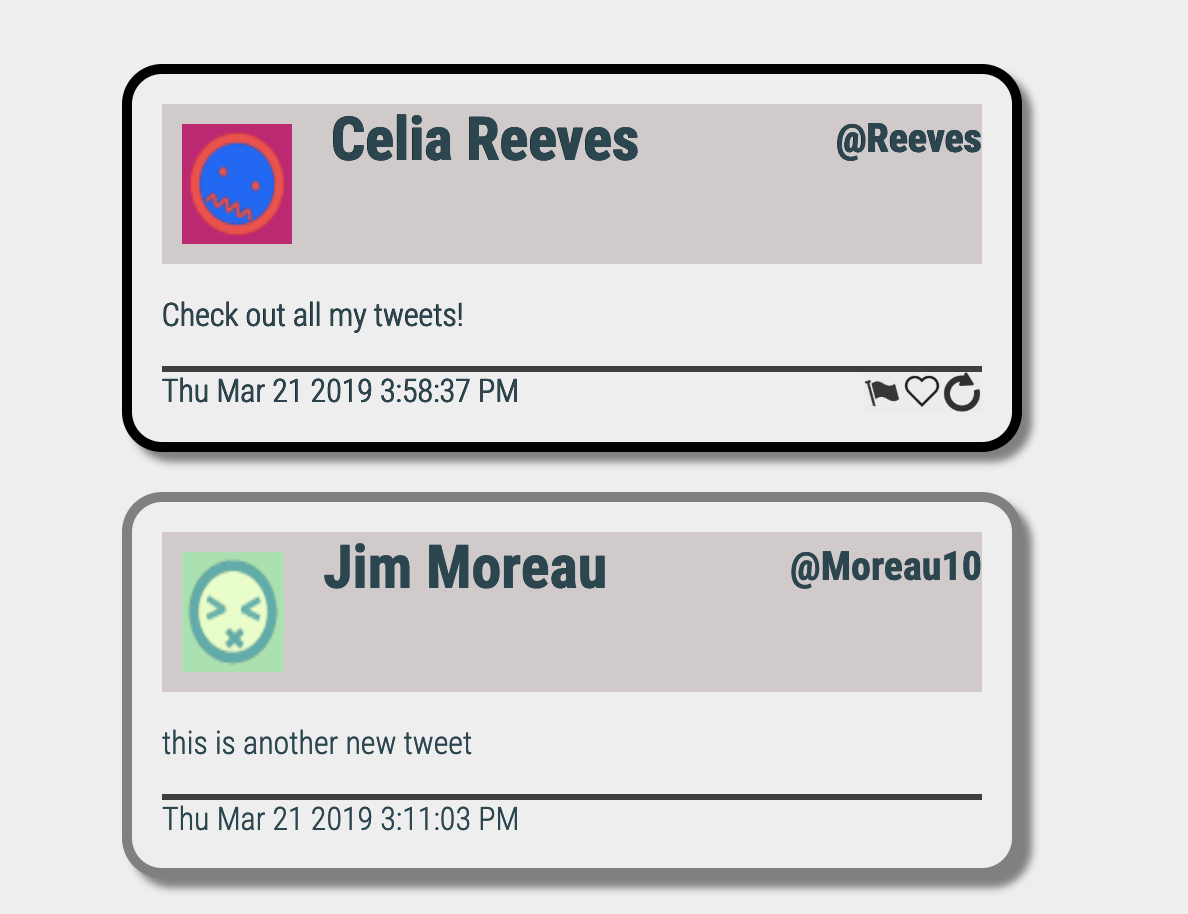 Celia Reeves
@Reeves
Check out all my tweets!
Thu Mar 21 2019 3:58:37 PM
Jim Moreau
@Moreau10
this is another new tweet
Thu Mar 21 2019 3:11:03 PM